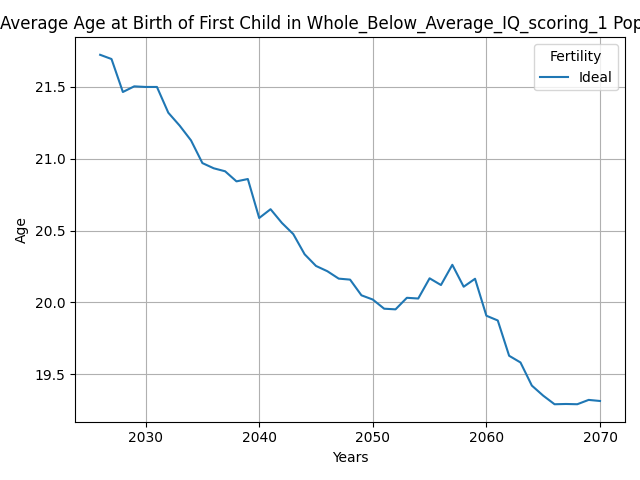 Average Age at Birth of First Child in Whole_Below_Average_IQ_scoring_1 Pop
Fertility
Ideal
21.5
21.0
20.5
20.0
19.5
Age
2030 2040 2050 2060 2070
Years